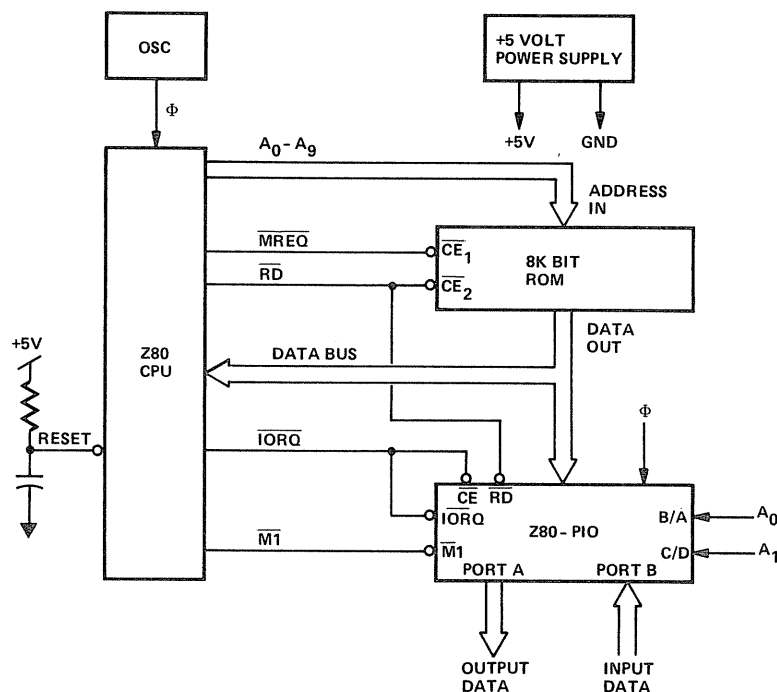 OSC
+5 VOLT
POWER SUPPLY
Φ
+5V
GND
A0 - A9
ADDRESS
IN
MREQ
CE1
RD
CE2
8K BIT
ROM
+5V
Z80
CPU
DATA BUS
DATA
OUT
Φ
RESET
IORQ
CE
RD
IORQ
Z80 - PIO
B/A
A0
M1
M1
C/D
A1
PORT A
PORT B
OUTPUT
DATA
INPUT
DATA